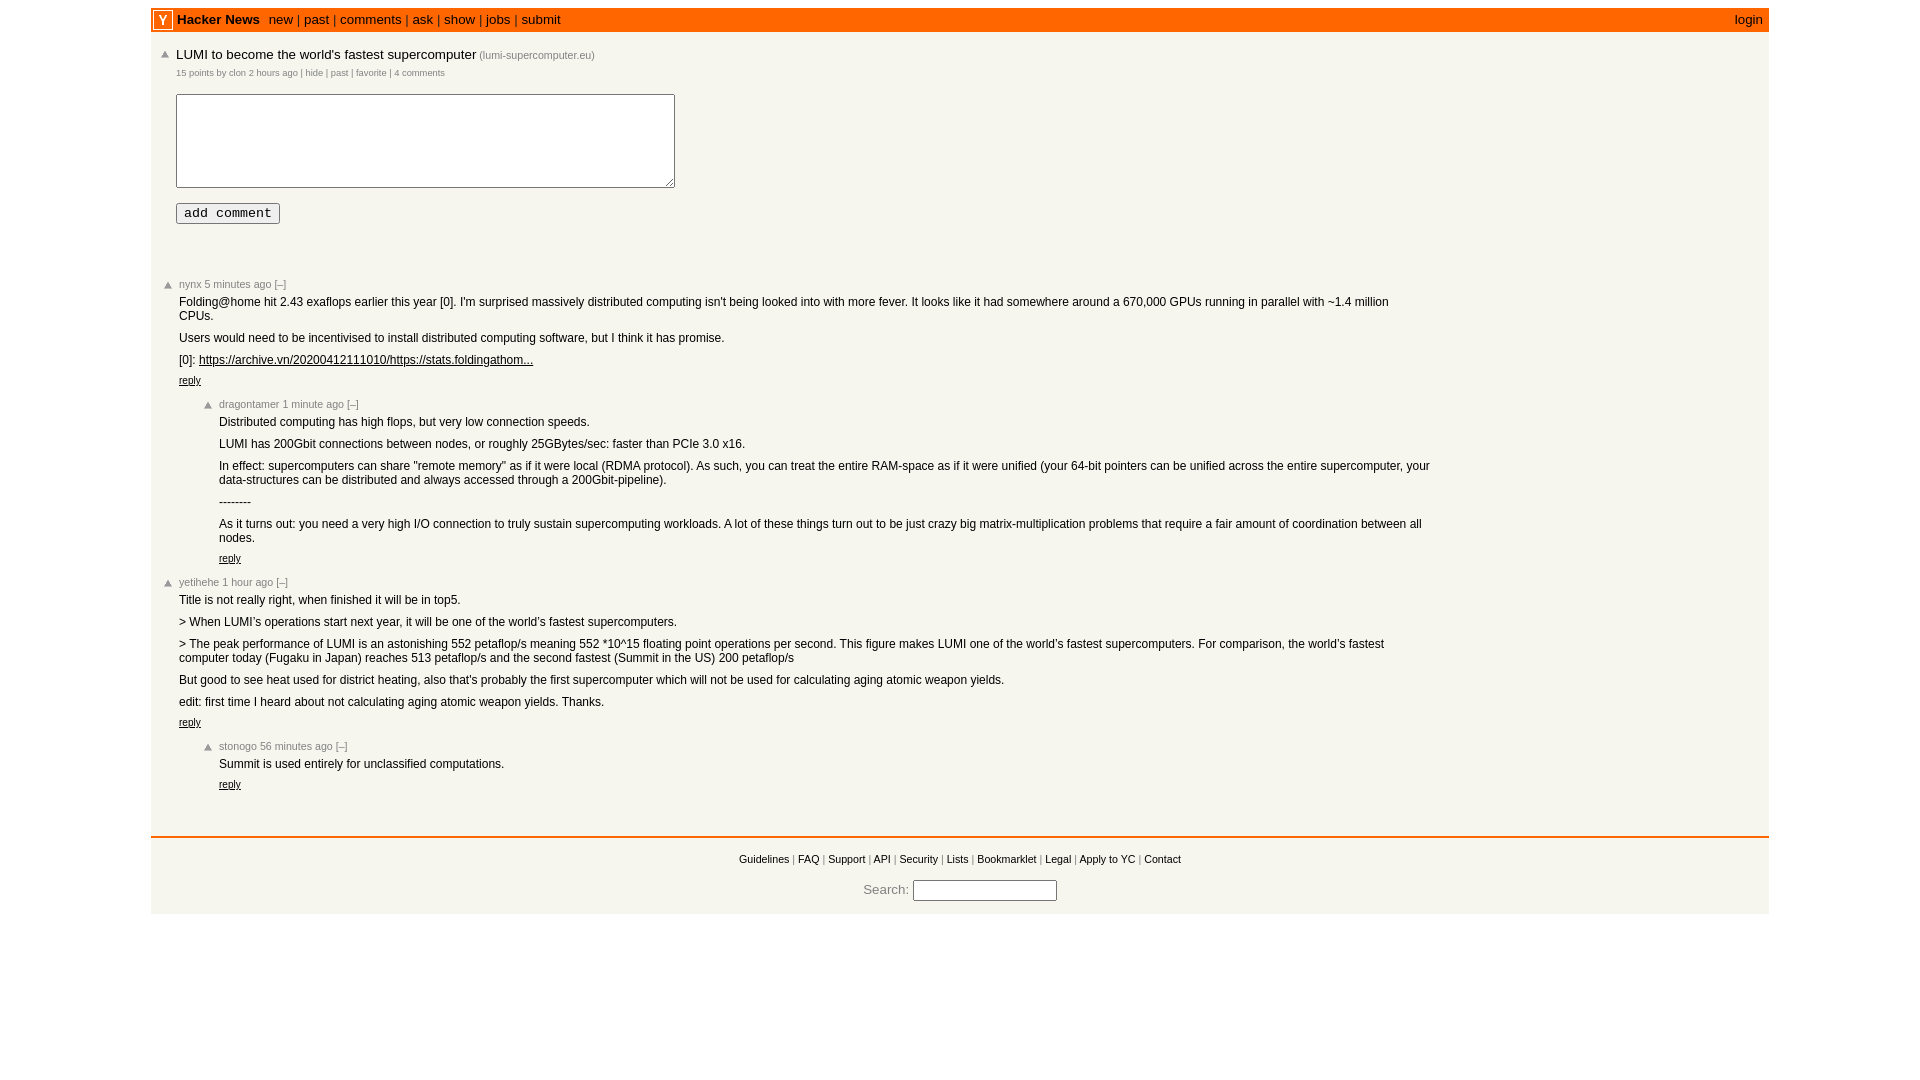 Y Hacker News new | past | comments | ask | show | jobs | submit login
LUMI to become the world's fastest supercomputer (lumi-supercomputer.eu)
15 points by clon 2 hours ago | hide | past | favorite | 4 comments
add comment
nynx 5 minutes ago [–]
Folding@home hit 2.43 exaflops earlier this year [0]. I'm surprised massively distributed computing isn't being looked into with more fever. It looks like it had somewhere around a 670,000 GPUs running in parallel with ~1.4 million
CPUs.
Users would need to be incentivised to install distributed computing software, but I think it has promise.
[0]: https://archive.vn/20200412111010/https://stats.foldingathom...
reply
dragontamer 1 minute ago [–]
Distributed computing has high flops, but very low connection speeds.
LUMI has 200Gbit connections between nodes, or roughly 25GBytes/sec: faster than PCIe 3.0 x16.
In effect: supercomputers can share "remote memory" as if it were local (RDMA protocol). As such, you can treat the entire RAM-space as if it were unified (your 64-bit pointers can be unified across the entire supercomputer, your
data-structures can be distributed and always accessed through a 200Gbit-pipeline).
--------
As it turns out: you need a very high I/O connection to truly sustain supercomputing workloads. A lot of these things turn out to be just crazy big matrix-multiplication problems that require a fair amount of coordination between all
nodes.
reply
yetihehe 1 hour ago [–]
Title is not really right, when finished it will be in top5.
> When LUMI’s operations start next year, it will be one of the world’s fastest supercomputers.
> The peak performance of LUMI is an astonishing 552 petaflop/s meaning 552 *10^15 floating point operations per second. This figure makes LUMI one of the world’s fastest supercomputers. For comparison, the world’s fastest
computer today (Fugaku in Japan) reaches 513 petaflop/s and the second fastest (Summit in the US) 200 petaflop/s
But good to see heat used for district heating, also that's probably the first supercomputer which will not be used for calculating aging atomic weapon yields.
edit: first time I heard about not calculating aging atomic weapon yields. Thanks.
reply
stonogo 56 minutes ago [–]
Summit is used entirely for unclassified computations.
reply
Guidelines | FAQ | Support | API | Security | Lists | Bookmarklet | Legal | Apply to YC | Contact
Search: